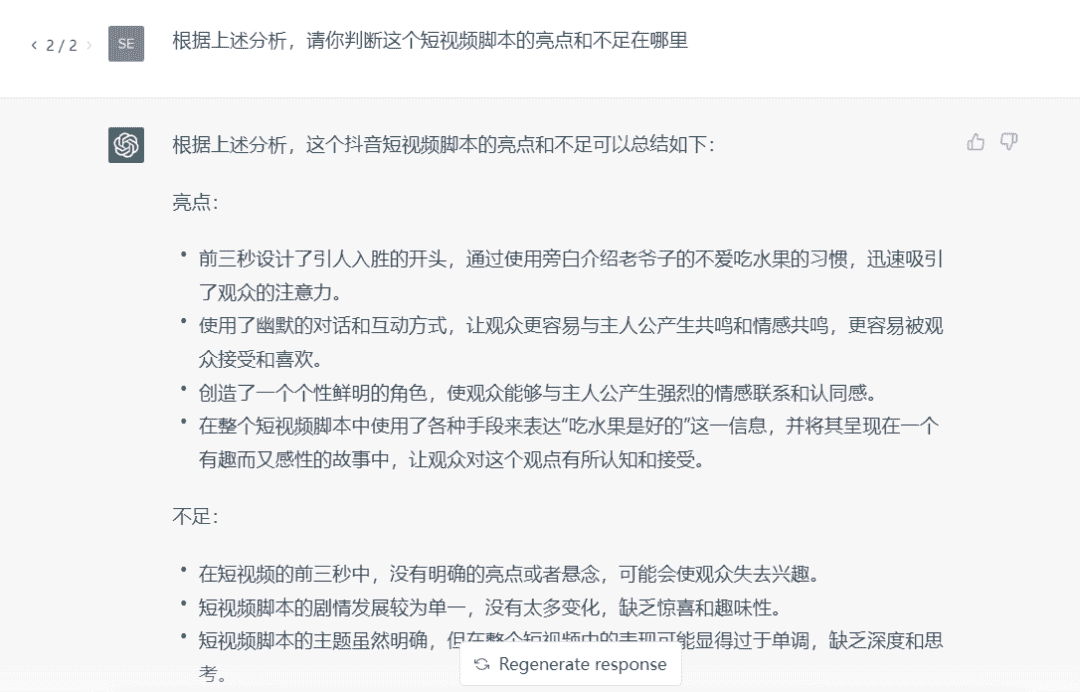 ‹ 2 / 2 › SE 根据上述分析，请你判断这个短视频脚本的亮点和不足在哪里
根据上述分析，这个抖音短视频脚本的亮点和不足可以总结如下：
亮点：
• 前三秒设计了引人入胜的开头，通过使用旁白介绍老爷子的不爱吃水果的习惯，迅速吸引
了观众的注意力。
• 使用了幽默的对话和互动方式，让观众更容易与主人公产生共鸣和情感共鸣，更容易被观
众接受和喜欢。
• 创造了一个个性鲜明的角色，使观众能够与主人公产生强烈的情感联系和认同感。
• 在整个短视频脚本中使用了各种手段来表达“吃水果是好的”这一信息，并将其呈现在一个
有趣而又感性的故事中，让观众对这个观点有所认知和接受。
不足：
• 在短视频的前三秒中，没有明确的亮点或者悬念，可能会使观众失去兴趣。
• 短视频脚本的剧情发展较为单一，没有太多变化，缺乏惊喜和趣味性。
• 短视频脚本的主题虽然明确，但在整个短视频中的表现可能显得过于单调，缺乏深度和思
考。
Regenerate response